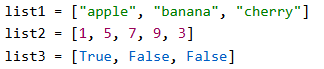 list1 = ["apple", "banana", "cherry"]
list2 = [1, 5, 7, 9, 3]
list3 = [True, False, False]